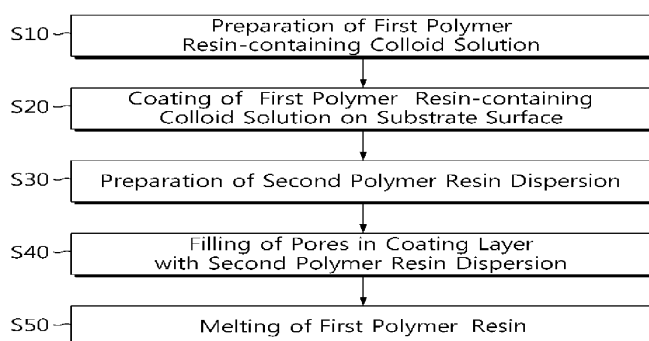 S10
Preparation of First Polymer
Resin-containing Colloid Solution
S20
Coating of First Polymer Resin-containing
Colloid Solution on Substrate Surface
S30
Preparation of Second Polymer Resin Dispersion
S40
Filling of Pores in Coating Layer
with Second Polymer Resin Dispersion
S50
Melting of First Polymer Resin